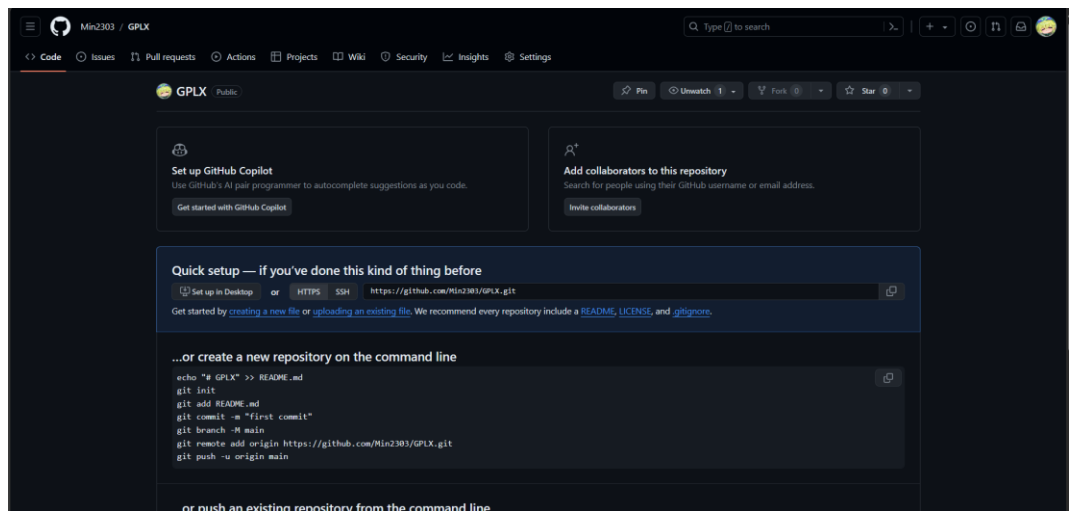 Min2303 / GPLX
Type / to search
Code Issues Pull requests Actions Projects Wiki Security Insights Settings
GPLX Public
Pin Unwatch 1 Fork 0 Star 0
Set up GitHub Copilot
Use GitHub's AI pair programmer to autocomplete suggestions as you code.
Get started with GitHub Copilot
Add collaborators to this repository
Search for people using their GitHub username or email address.
Invite collaborators
Quick setup — if you've done this kind of thing before
Set up in Desktop or HTTPS SSH https://github.com/Min2303/GPLX.git
Get started by creating a new file or uploading an existing file. We recommend every repository include a README, LICENSE, and .gitignore.
...or create a new repository on the command line
echo "# GPLX" >> README.md
git init
git add README.md
git commit -m "first commit"
git branch -M main
git remote add origin https://github.com/Min2303/GPLX.git
git push -u origin main
...or push an existing repository from the command line